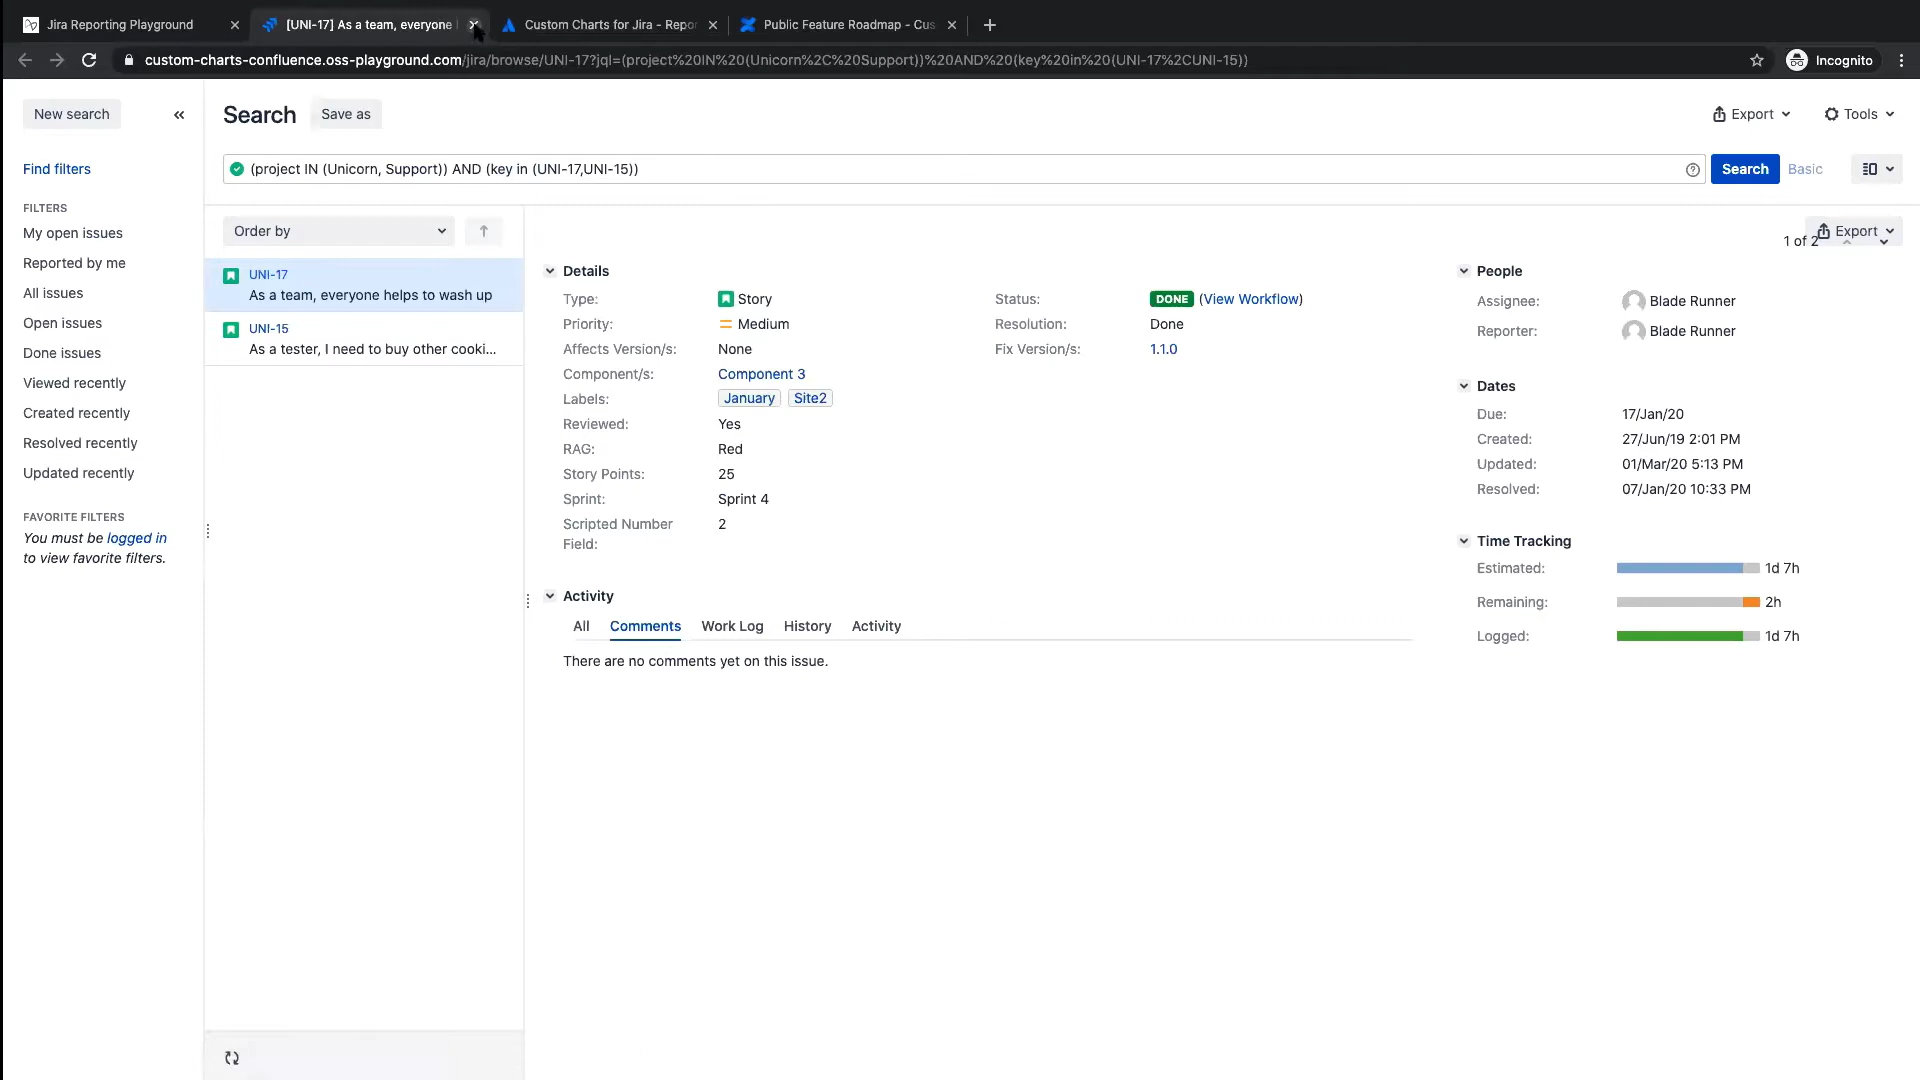 Jira Reporting Playground
[UNI-17] As a team, everyone
Custom Charts for Jira - Repor
Public Feature Roadmap - Cus
custom-charts-confluence.oss-playground.com/jira/browse/UNI-17?jql=(project%20IN%20(Unicorn%2C%20Support))%20AND%20(key%20in%20(UNI-17%2CUNI-15))
Incognito
New search
Search
Save as
Export
Tools
Find filters
(project IN (Unicorn, Support)) AND (key in (UNI-17,UNI-15))
Search
Basic
FILTERS
My open issues
Reported by me
All issues
Open issues
Done issues
Viewed recently
Created recently
Resolved recently
Updated recently
FAVORITE FILTERS
You must be logged in
to view favorite filters.
Order by
UNI-17
As a team, everyone helps to wash up
UNI-15
As a tester, I need to buy other cooki...
1 of 2
Export
Details
Type: Story
Priority: Medium
Affects Version/s: None
Component/s: Component 3
Labels: January Site2
Reviewed: Yes
RAG: Red
Story Points: 25
Sprint: Sprint 4
Scripted Number 2
Field:
Status: DONE (View Workflow)
Resolution: Done
Fix Version/s: 1.1.0
Activity
All Comments Work Log History Activity
There are no comments yet on this issue.
People
Assignee: Blade Runner
Reporter: Blade Runner
Dates
Due: 17/Jan/20
Created: 27/Jun/19 2:01 PM
Updated: 01/Mar/20 5:13 PM
Resolved: 07/Jan/20 10:33 PM
Time Tracking
Estimated: 1d 7h
Remaining: 2h
Logged: 1d 7h